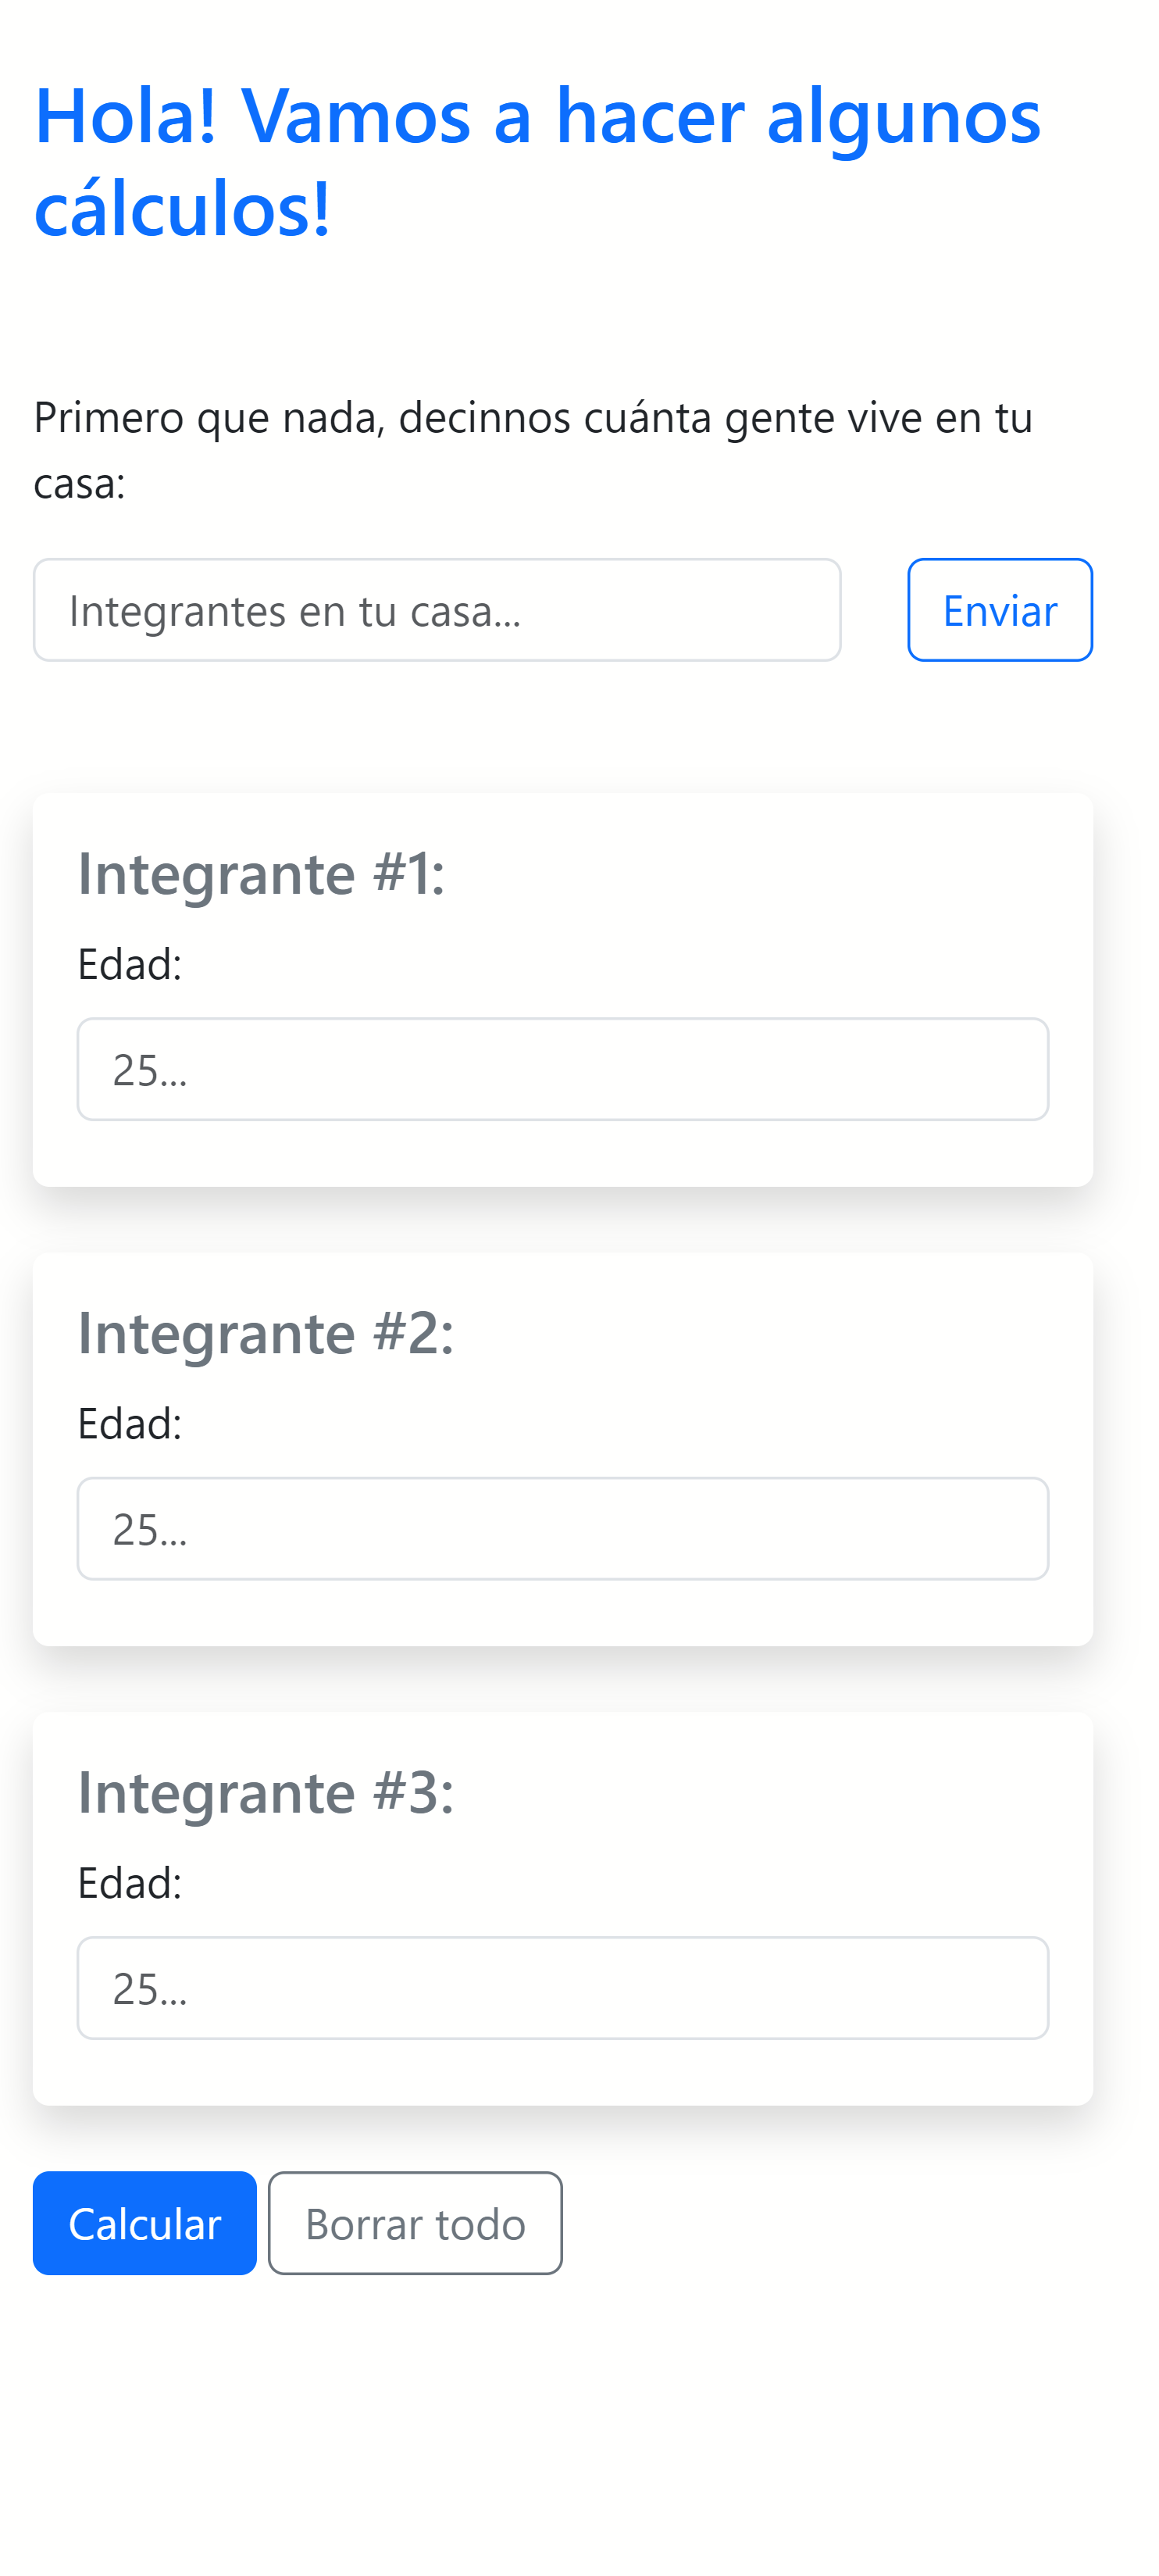 Hola! Vamos a hacer algunos
cálculos!
Primero que nada, decinnos cuánta gente vive en tu
casa:
Integrantes en tu casa...
Enviar
Integrante #1:
Edad:
25...
Integrante #2:
Edad:
25...
Integrante #3:
Edad:
25...
Calcular
Borrar todo